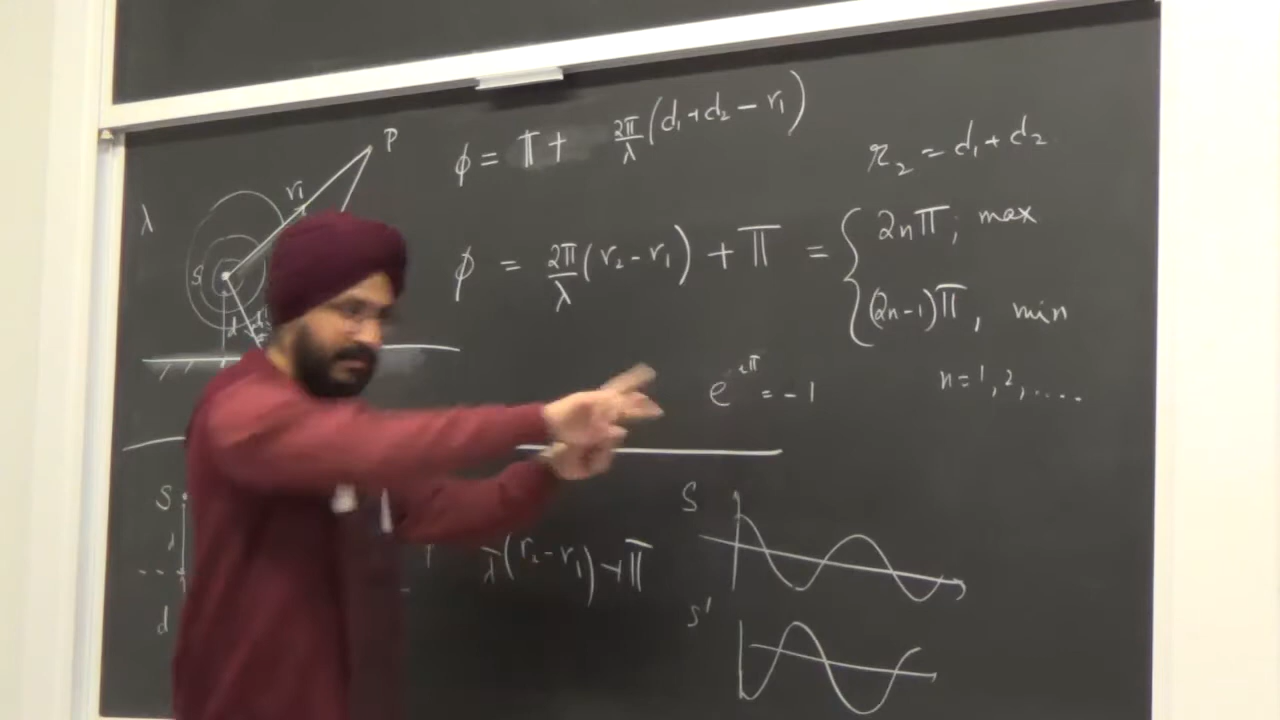 P
r₁
λ
S
d
φ = π + 2π/λ (d₁+d₂ − r₁)
r₂ = d₁+d₂
φ = 2π/λ (r₂ − r₁) + π = { 2nπ ; max
(2n−1)π , min
e^{iπ} = −1
n = 1, 2, .....
S
λ (r₂ − r₁) + π
d
S
S'